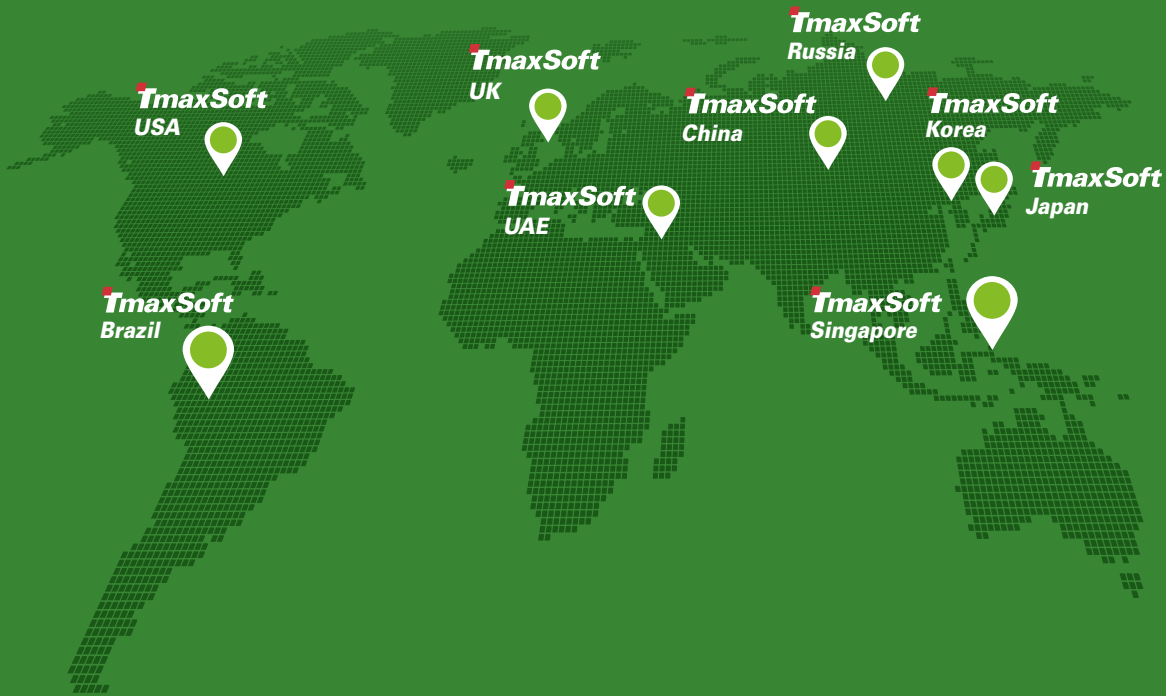 TmaxSoft
Russia
TmaxSoft
UK
TmaxSoft
USA
TmaxSoft
China
TmaxSoft
Korea
TmaxSoft
Japan
TmaxSoft
UAE
TmaxSoft
Brazil
TmaxSoft
Singapore